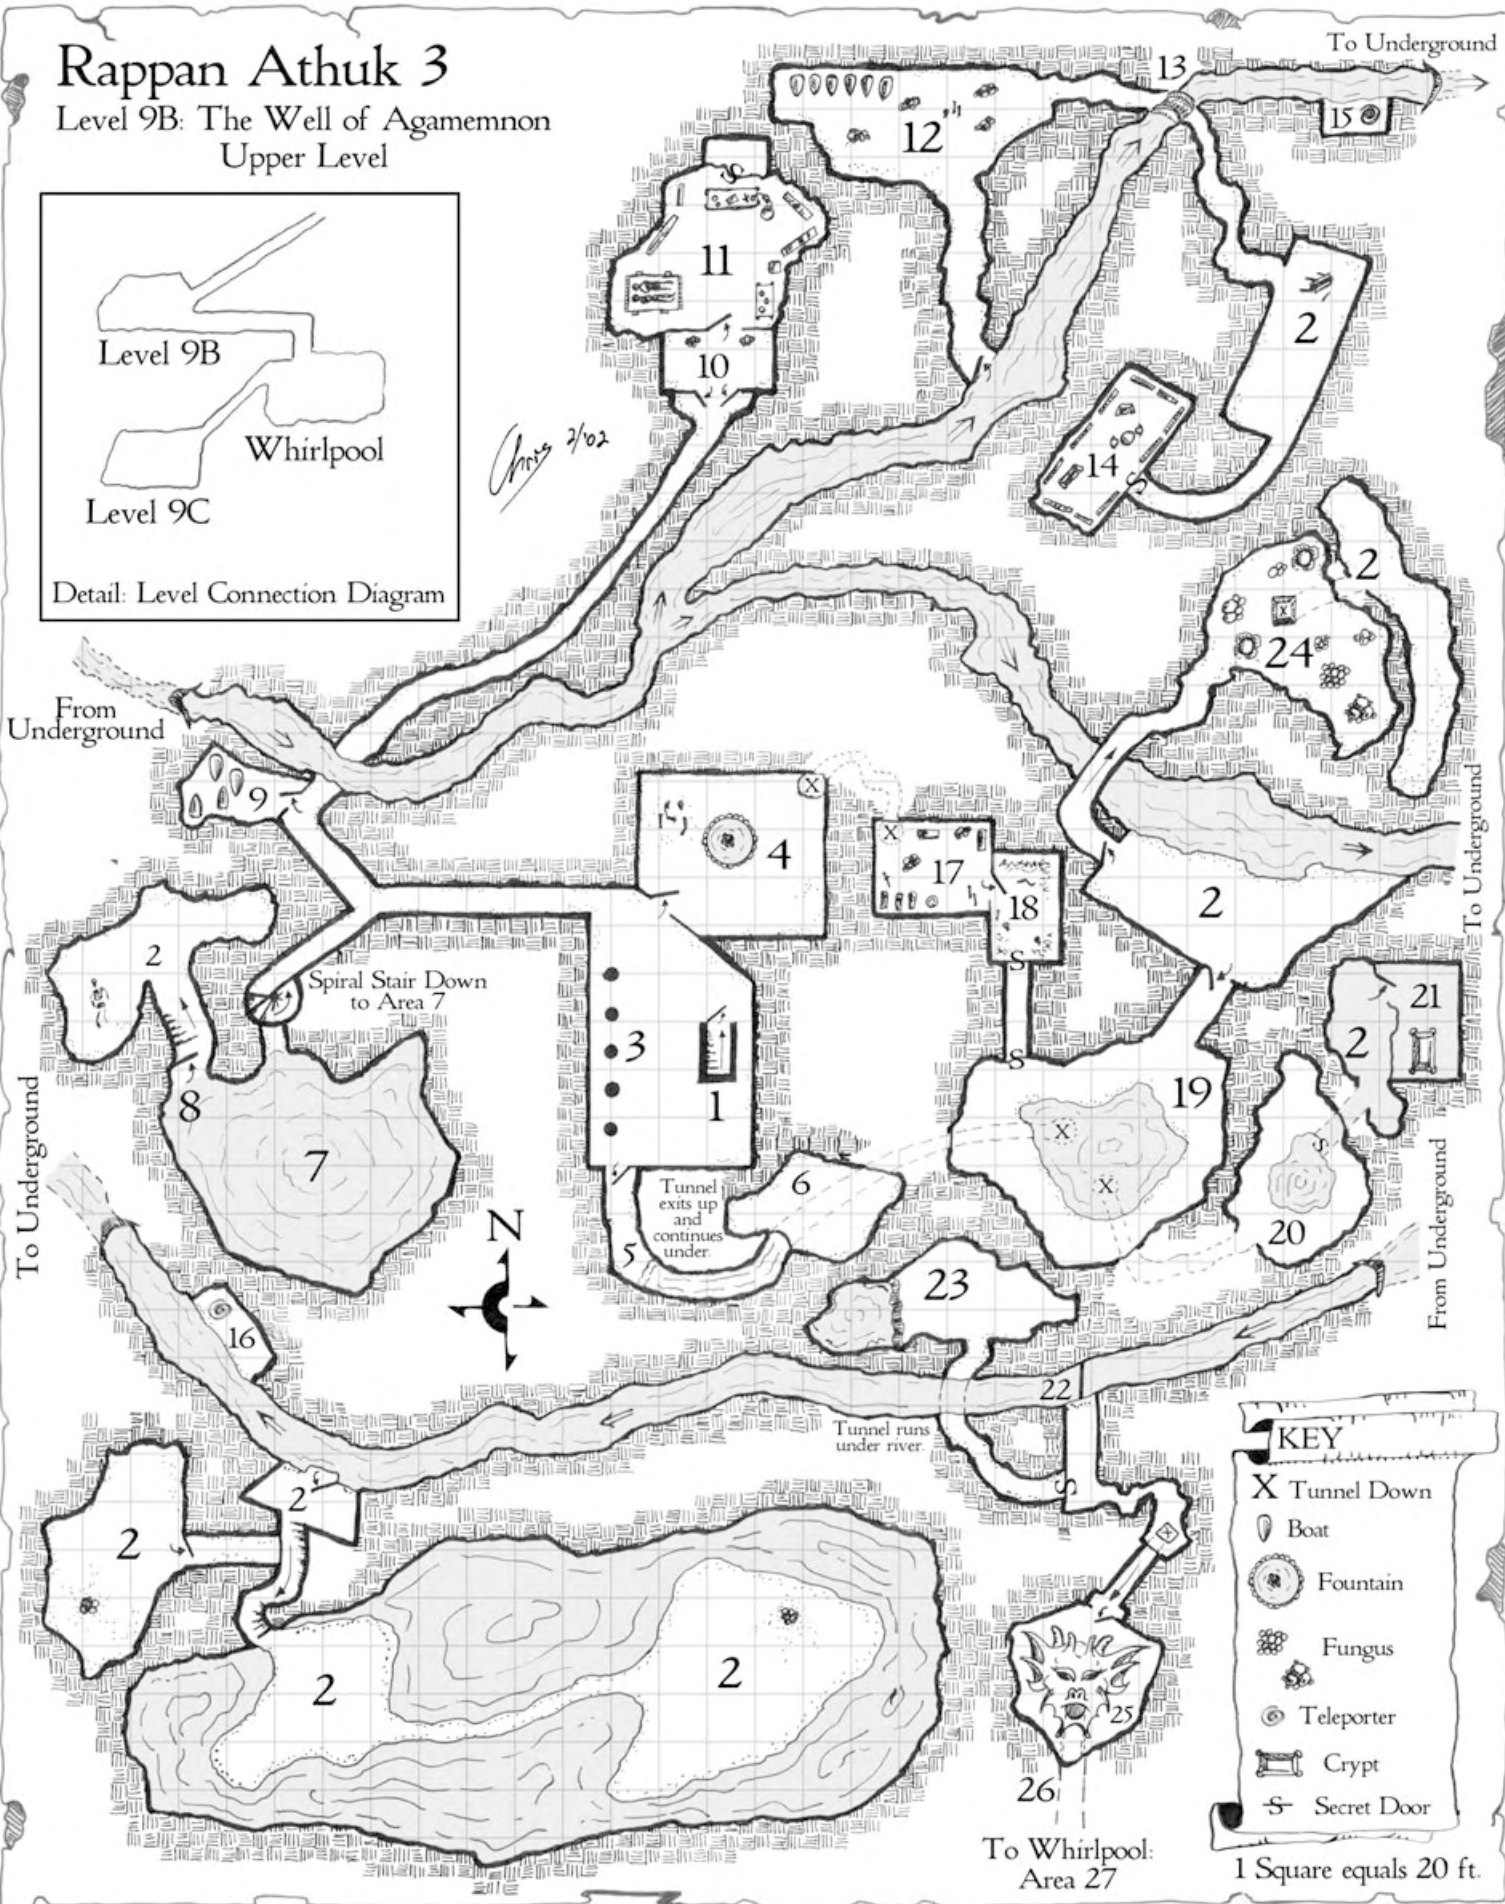 Rappan Athuk 3
Level 9B: The Well of Agamemnon
Upper Level
Level 9B
Whirlpool
Level 9C
Detail: Level Connection Diagram
Chris 2/'02
To Underground
13
15
12
11
10
2
14
2
24
From
Underground
9
4
17
18
2
To Underground
2
Spiral Stair Down
to Area 7
3
1
8
7
To Underground
19
21
2
20
6
Tunnel
exits up
and
continues
under.
5
N
23
From Underground
16
22
Tunnel runs
under river.
2
2
2
2
25
26
To Whirlpool:
Area 27
KEY
X Tunnel Down
Boat
Fountain
Fungus
Teleporter
Crypt
S Secret Door
1 Square equals 20 ft.
X
X
X
X
X
X
S
S
S
S
S
S